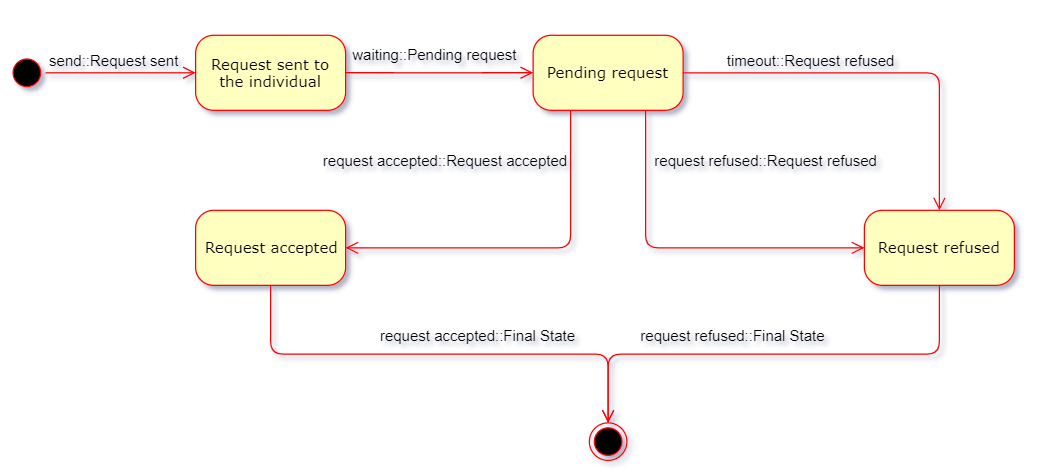 send::Request sent
Request sent to
the individual
waiting::Pending request
Pending request
timeout::Request refused
request accepted::Request accepted
request refused::Request refused
Request accepted
Request refused
request accepted::Final State
request refused::Final State